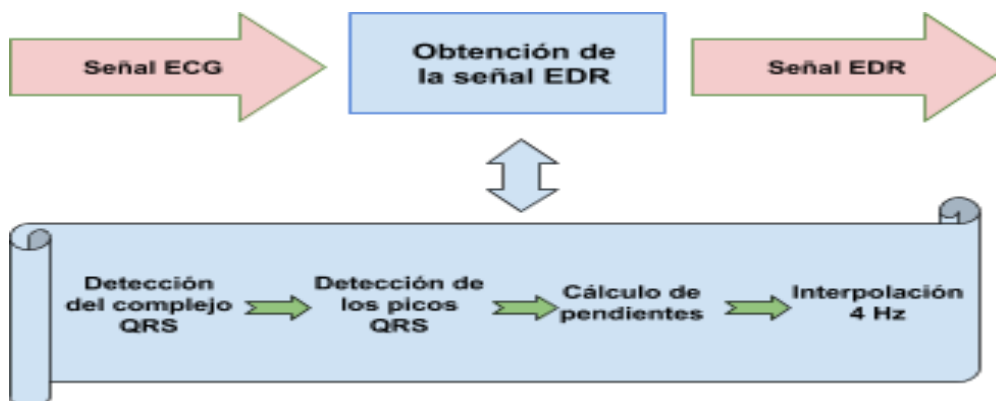 Señal ECG
Obtención de
la señal EDR
Señal EDR
Detección
del complejo
QRS
Detección de
los picos
QRS
Cálculo de
pendientes
Interpolación
4 Hz